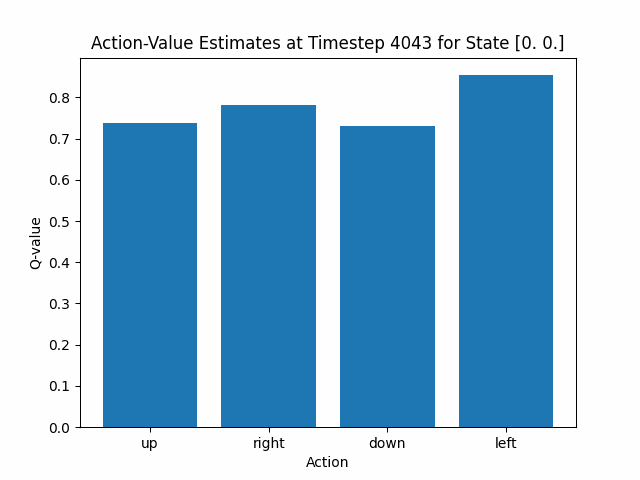 Action-Value Estimates at Timestep 4043 for State [0. 0.]
0.8
0.7
0.6
0.5
0.4
0.3
0.2
0.1
0.0
Q-value
up right down left
Action